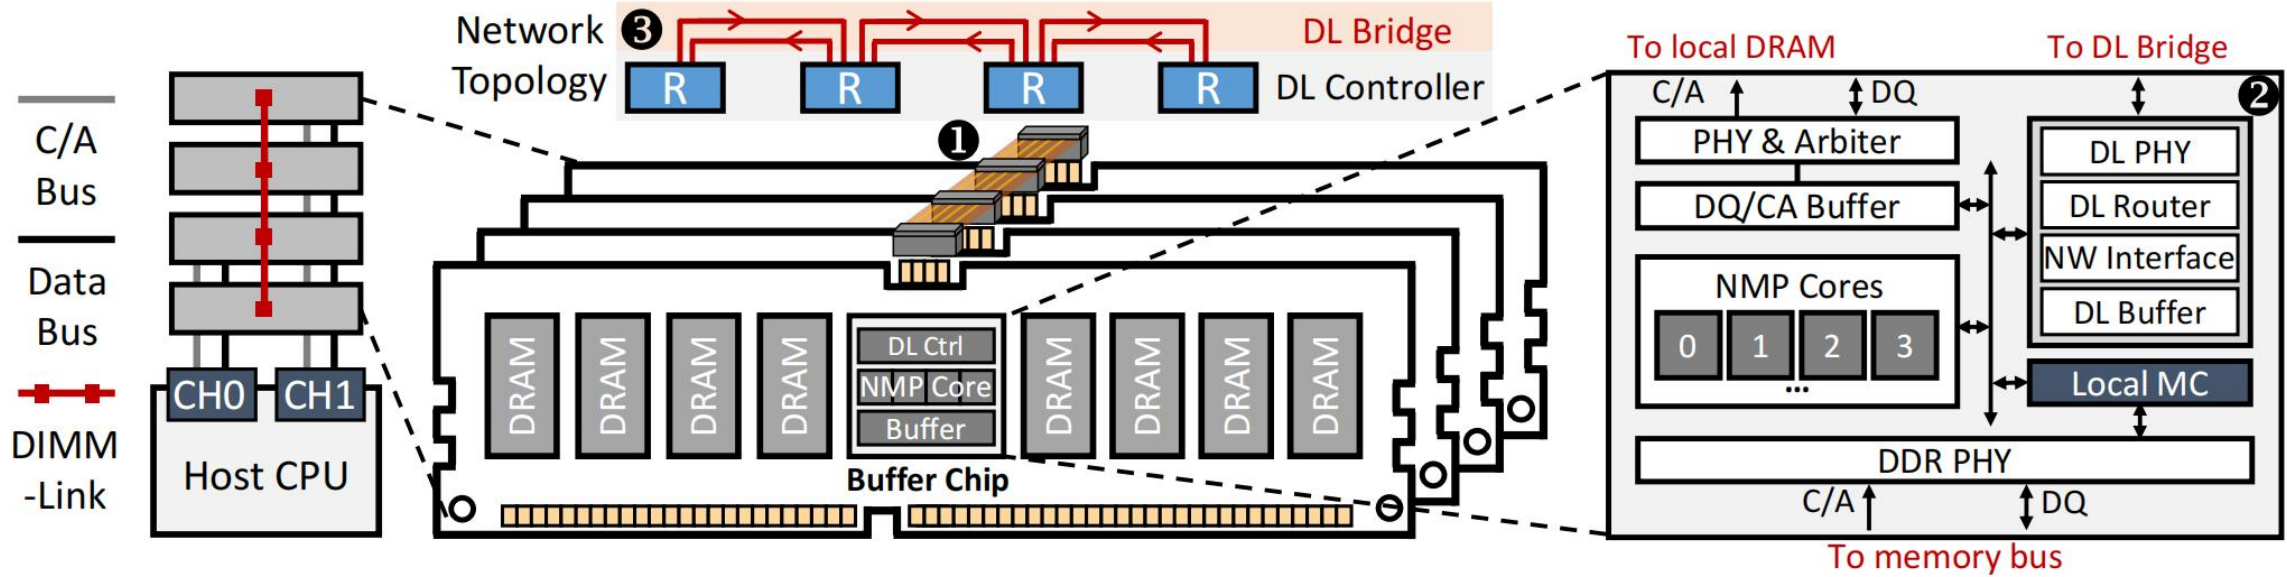 C/A
Bus
Data
Bus
DIMM
-Link
CH0
CH1
Host CPU
Network
Topology
❸
DL Bridge
R
R
R
R
DL Controller
❶
DRAM
DRAM
DRAM
DRAM
DL Ctrl
NMP Core
Buffer
DRAM
DRAM
DRAM
DRAM
Buffer Chip
To local DRAM
To DL Bridge
❷
C/A
DQ
PHY & Arbiter
DQ/CA Buffer
NMP Cores
0
1
2
3
...
DL PHY
DL Router
NW Interface
DL Buffer
Local MC
DDR PHY
C/A
DQ
To memory bus